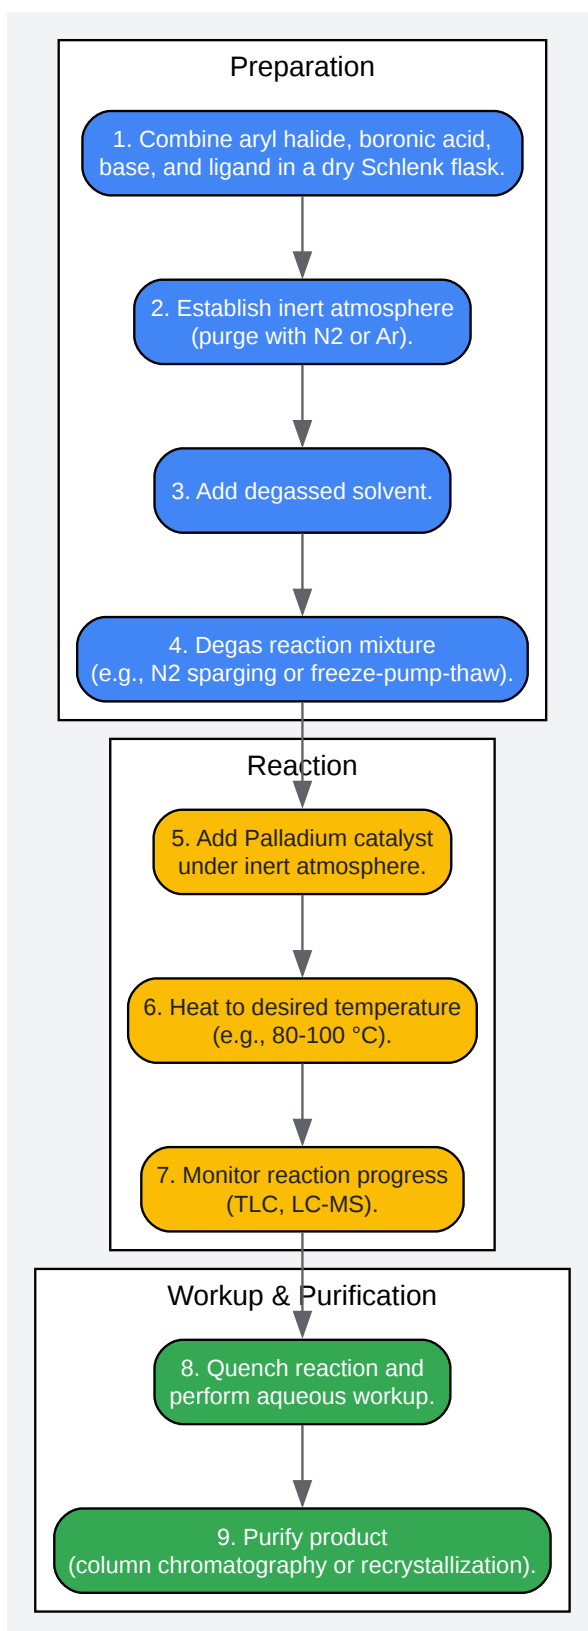 Preparation
1. Combine aryl halide, boronic acid,
base, and ligand in a dry Schlenk flask.
2. Establish inert atmosphere
(purge with N2 or Ar).
3. Add degassed solvent.
4. Degas reaction mixture
(e.g., N2 sparging or freeze-pump-thaw).
Reaction
5. Add Palladium catalyst
under inert atmosphere.
6. Heat to desired temperature
(e.g., 80-100 °C).
7. Monitor reaction progress
(TLC, LC-MS).
Workup & Purification
8. Quench reaction and
perform aqueous workup.
9. Purify product
(column chromatography or recrystallization).